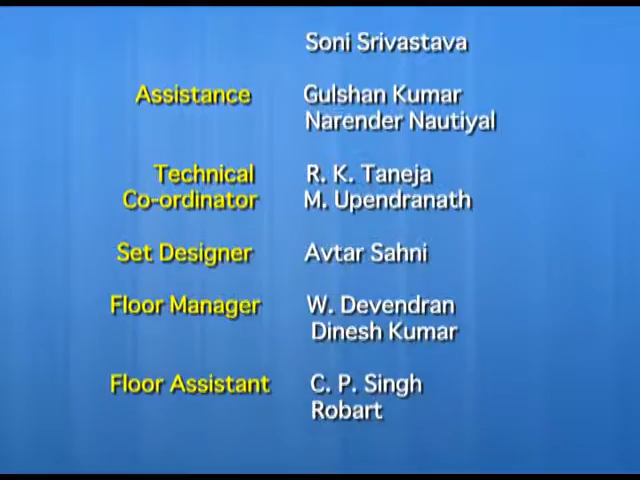 Soni Srivastava
Assistance Gulshan Kumar
Narender Nautiyal
Technical R. K. Taneja
Co-ordinator M. Upendranath
Set Designer Avtar Sahni
Floor Manager W. Devendran
Dinesh Kumar
Floor Assistant C. P. Singh
Robart